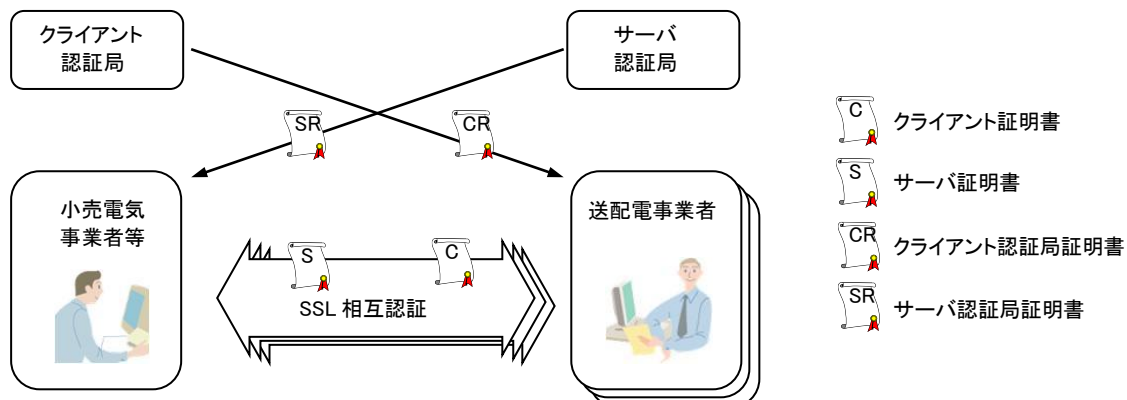 クライアント
認証局
サーバ
認証局
SR
CR
C
クライアント証明書
S
サーバ証明書
小売電気
事業者等
送配電事業者
S
C
SSL 相互認証
CR
クライアント認証局証明書
SR
サーバ認証局証明書